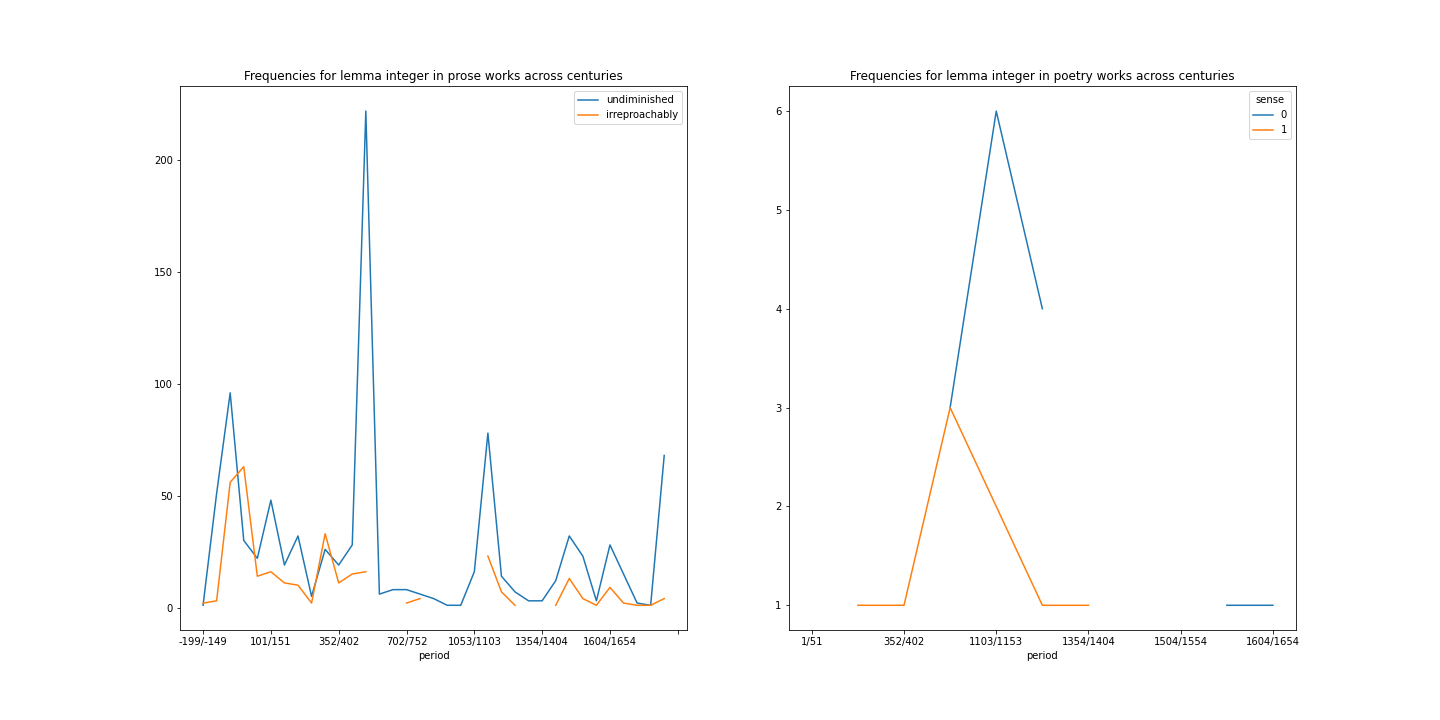 Frequencies for lemma integer in prose works across centuries
undiminished
irreproachably
200
150
100
50
0
-199/-149 101/151 352/402 702/752 1053/1103 1354/1404 1604/1654
period
Frequencies for lemma integer in poetry works across centuries
sense
0
1
6
5
4
3
2
1
1/51 352/402 1103/1153 1354/1404 1504/1554 1604/1654
period